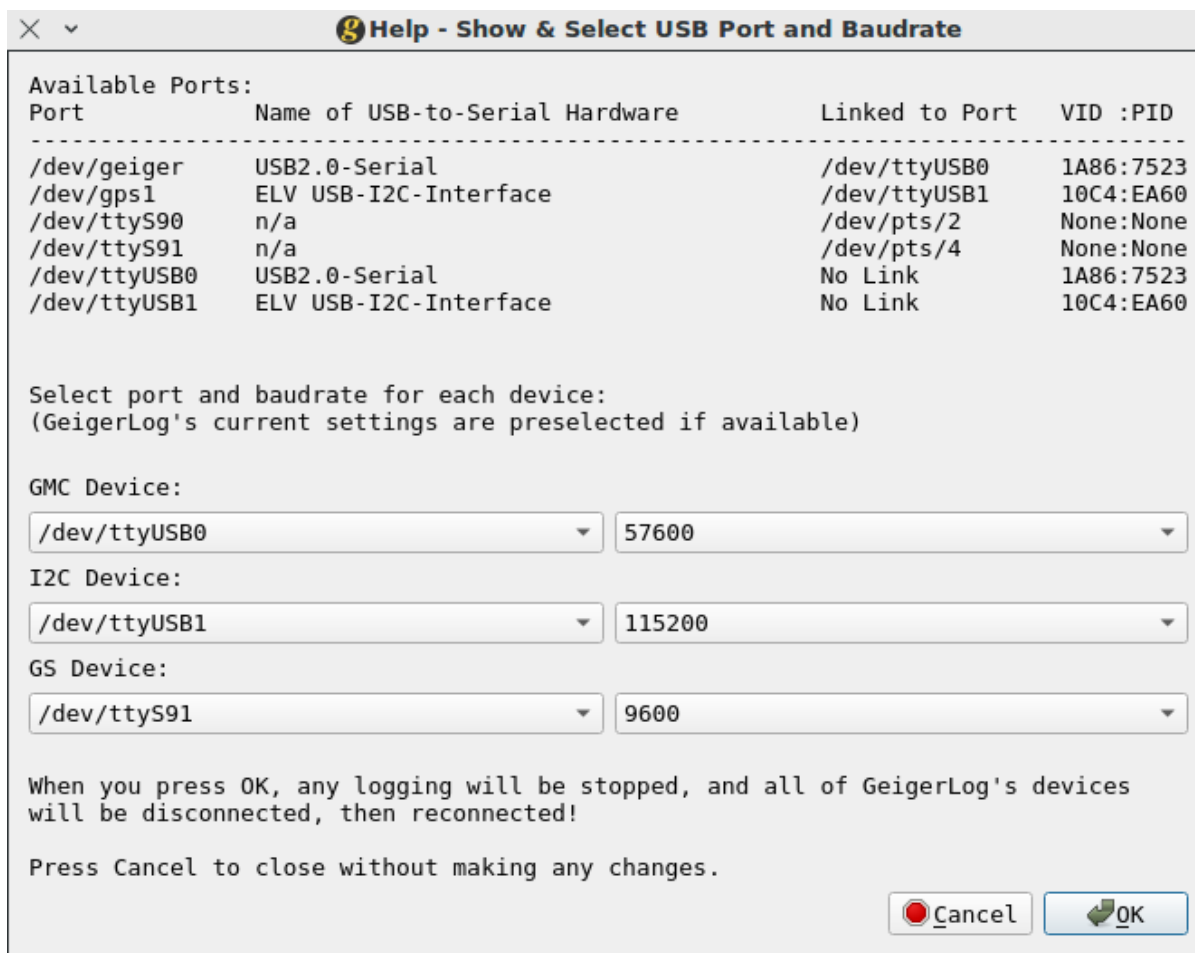 Help - Show & Select USB Port and Baudrate
Available Ports:
Port Name of USB-to-Serial Hardware Linked to Port VID :PID
--------------------------------------------------------------------------------
/dev/geiger USB2.0-Serial /dev/ttyUSB0 1A86:7523
/dev/gps1 ELV USB-I2C-Interface /dev/ttyUSB1 10C4:EA60
/dev/ttyS90 n/a /dev/pts/2 None:None
/dev/ttyS91 n/a /dev/pts/4 None:None
/dev/ttyUSB0 USB2.0-Serial No Link 1A86:7523
/dev/ttyUSB1 ELV USB-I2C-Interface No Link 10C4:EA60
Select port and baudrate for each device:
(GeigerLog's current settings are preselected if available)
GMC Device:
/dev/ttyUSB0 57600
I2C Device:
/dev/ttyUSB1 115200
GS Device:
/dev/ttyS91 9600
When you press OK, any logging will be stopped, and all of GeigerLog's devices
will be disconnected, then reconnected!
Press Cancel to close without making any changes.
Cancel OK